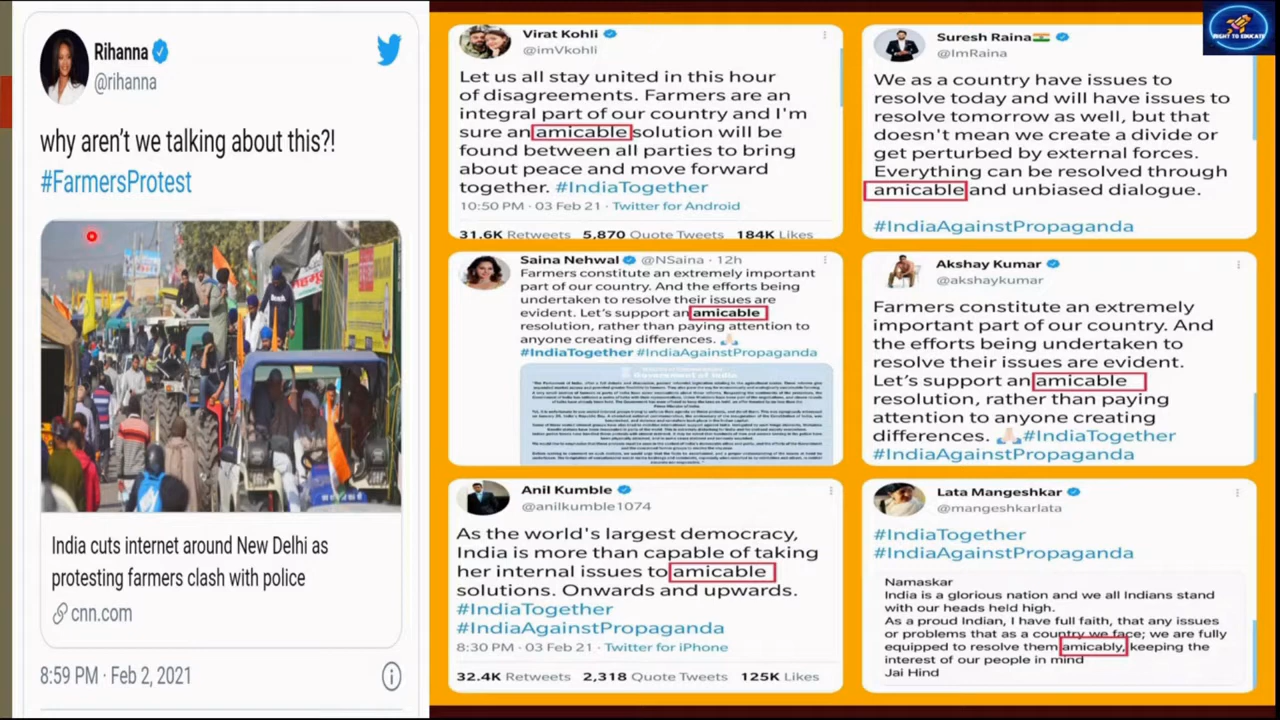 Rihanna
@rihanna
why aren't we talking about this?!
#FarmersProtest
India cuts internet around New Delhi as
protesting farmers clash with police
cnn.com
8:59 PM · Feb 2, 2021
Virat Kohli
@imVkohli
Let us all stay united in this hour
of disagreements. Farmers are an
integral part of our country and I'm
sure an amicable solution will be
found between all parties to bring
about peace and move forward
together. #IndiaTogether
10:50 PM · 03 Feb 21 · Twitter for Android
31.6K Retweets 5,870 Quote Tweets 184K Likes
Suresh Raina
@ImRaina
We as a country have issues to
resolve today and will have issues to
resolve tomorrow as well, but that
doesn't mean we create a divide or
get perturbed by external forces.
Everything can be resolved through
amicable and unbiased dialogue.
#IndiaAgainstPropaganda
RIGHT TO EDUCATE
Saina Nehwal @NSaina · 12h
Farmers constitute an extremely important
part of our country. And the efforts being
undertaken to resolve their issues are
evident. Let's support an amicable
resolution, rather than paying attention to
anyone creating differences.
#IndiaTogether #IndiaAgainstPropaganda
Government of India
Akshay Kumar
@akshaykumar
Farmers constitute an extremely
important part of our country. And
the efforts being undertaken to
resolve their issues are evident.
Let's support an amicable
resolution, rather than paying
attention to anyone creating
differences. #IndiaTogether
#IndiaAgainstPropaganda
Anil Kumble
@anilkumble1074
As the world's largest democracy,
India is more than capable of taking
her internal issues to amicable
solutions. Onwards and upwards.
#IndiaTogether
#IndiaAgainstPropaganda
8:30 PM · 03 Feb 21 · Twitter for iPhone
32.4K Retweets 2,318 Quote Tweets 125K Likes
Lata Mangeshkar
@mangeshkarlata
#IndiaTogether
#IndiaAgainstPropaganda
Namaskar
India is a glorious nation and we all Indians stand
with our heads held high.
As a proud Indian, I have full faith, that any issues
or problems that as a country we face; we are fully
equipped to resolve them amicably, keeping the
interest of our people in mind
Jai Hind